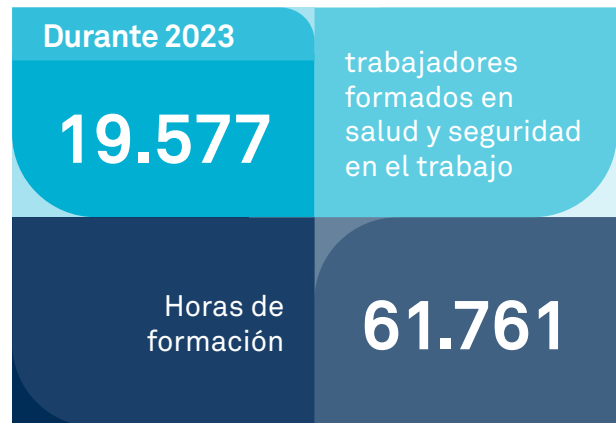 Durante 2023
19.577
trabajadores
formados en
salud y seguridad
en el trabajo
Horas de
formación
61.761